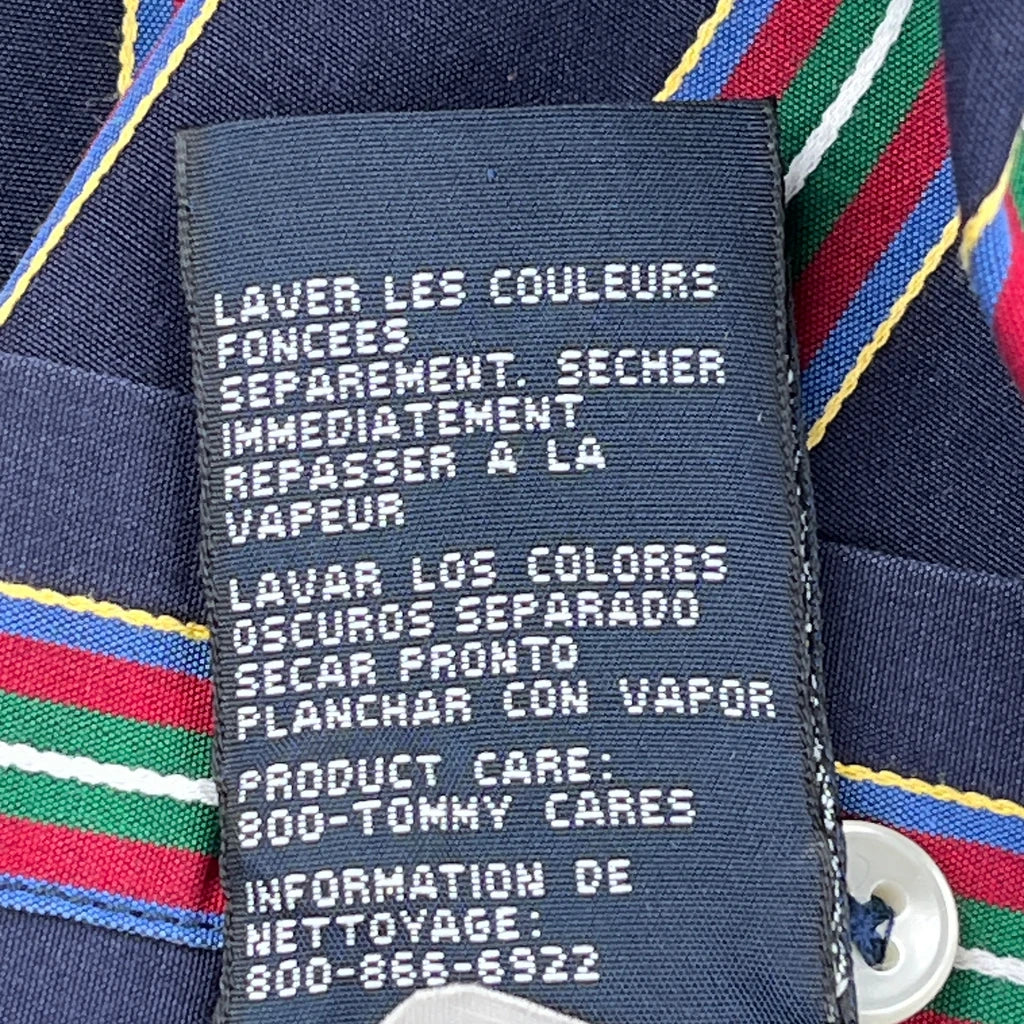 LAVER LES COULEURS
FONCEES
SEPAREMENT. SECHER
IMMEDIATEMENT
REPASSER A LA
VAPEUR
LAVAR LOS COLORES
OSCUROS SEPARADO
SECAR PRONTO
PLANCHAR CON VAPOR
PRODUCT CARE:
800-TOMMY CARES
INFORMATION DE
NETTOYAGE:
800-866-6922